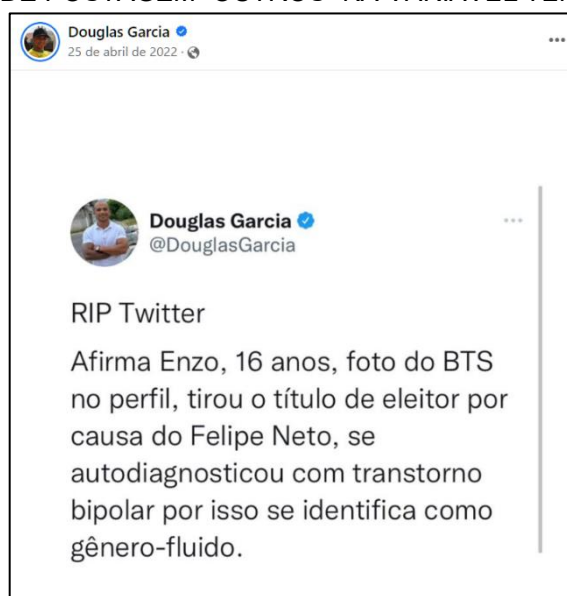 Douglas Garcia
25 de abril de 2022 ·
Douglas Garcia
@DouglasGarcia
RIP Twitter
Afirma Enzo, 16 anos, foto do BTS
no perfil, tirou o título de eleitor por
causa do Felipe Neto, se
autodiagnosticou com transtorno
bipolar por isso se identifica como
gênero-fluido.